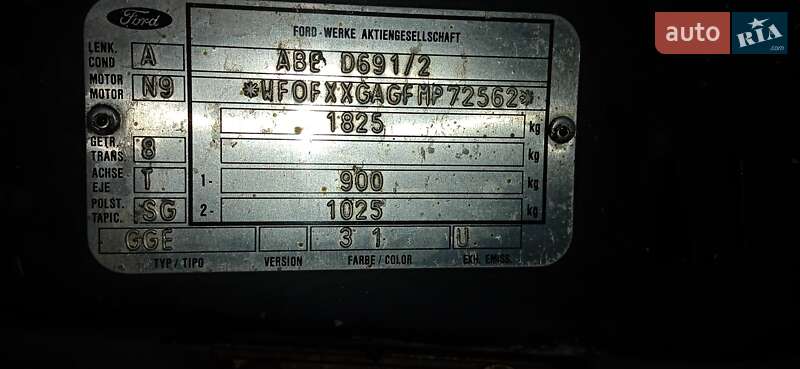 Ford
FORD-WERKE AKTIENGESELLSCHAFT
LENK. COND A
ABE D691/2
MOTOR MOTOR N9
*WFOFXXGAGFMP72562*
1825 kg
GETR. TRANS. 8
kg
ACHSE EJE T
1- 900 kg
POLST. TAPIC. SG
2- 1025 kg
GGE 31 U
TYP / TIPO VERSION FARBE / COLOR EXH. EMISS.
auto RIA .com